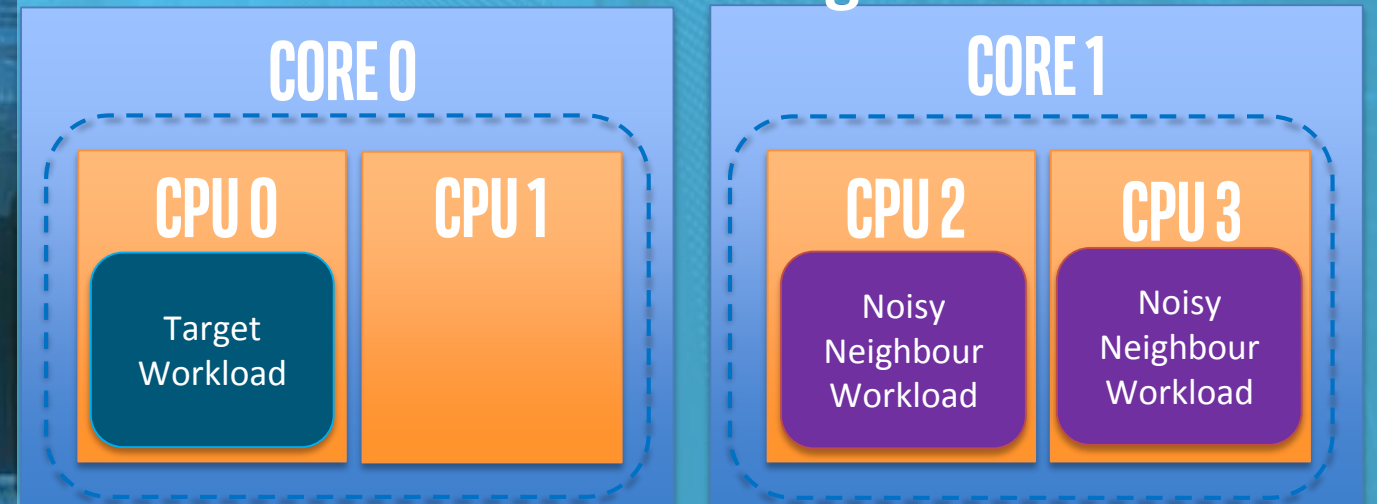 CORE 0
CORE 1
CPU 0
CPU 1
CPU 2
CPU 3
Target
Workload
Noisy
Neighbour
Workload
Noisy
Neighbour
Workload